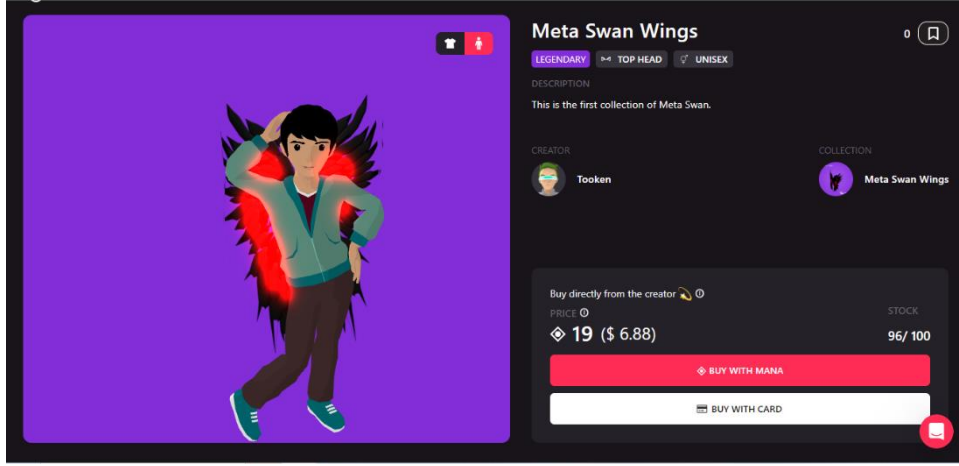 Meta Swan Wings
0
LEGENDARY TOP HEAD UNISEX
DESCRIPTION
This is the first collection of Meta Swan.
CREATOR
COLLECTION
Tooken
Meta Swan Wings
Buy directly from the creator
PRICE
STOCK
19 ($ 6.88)
96/ 100
BUY WITH MANA
BUY WITH CARD